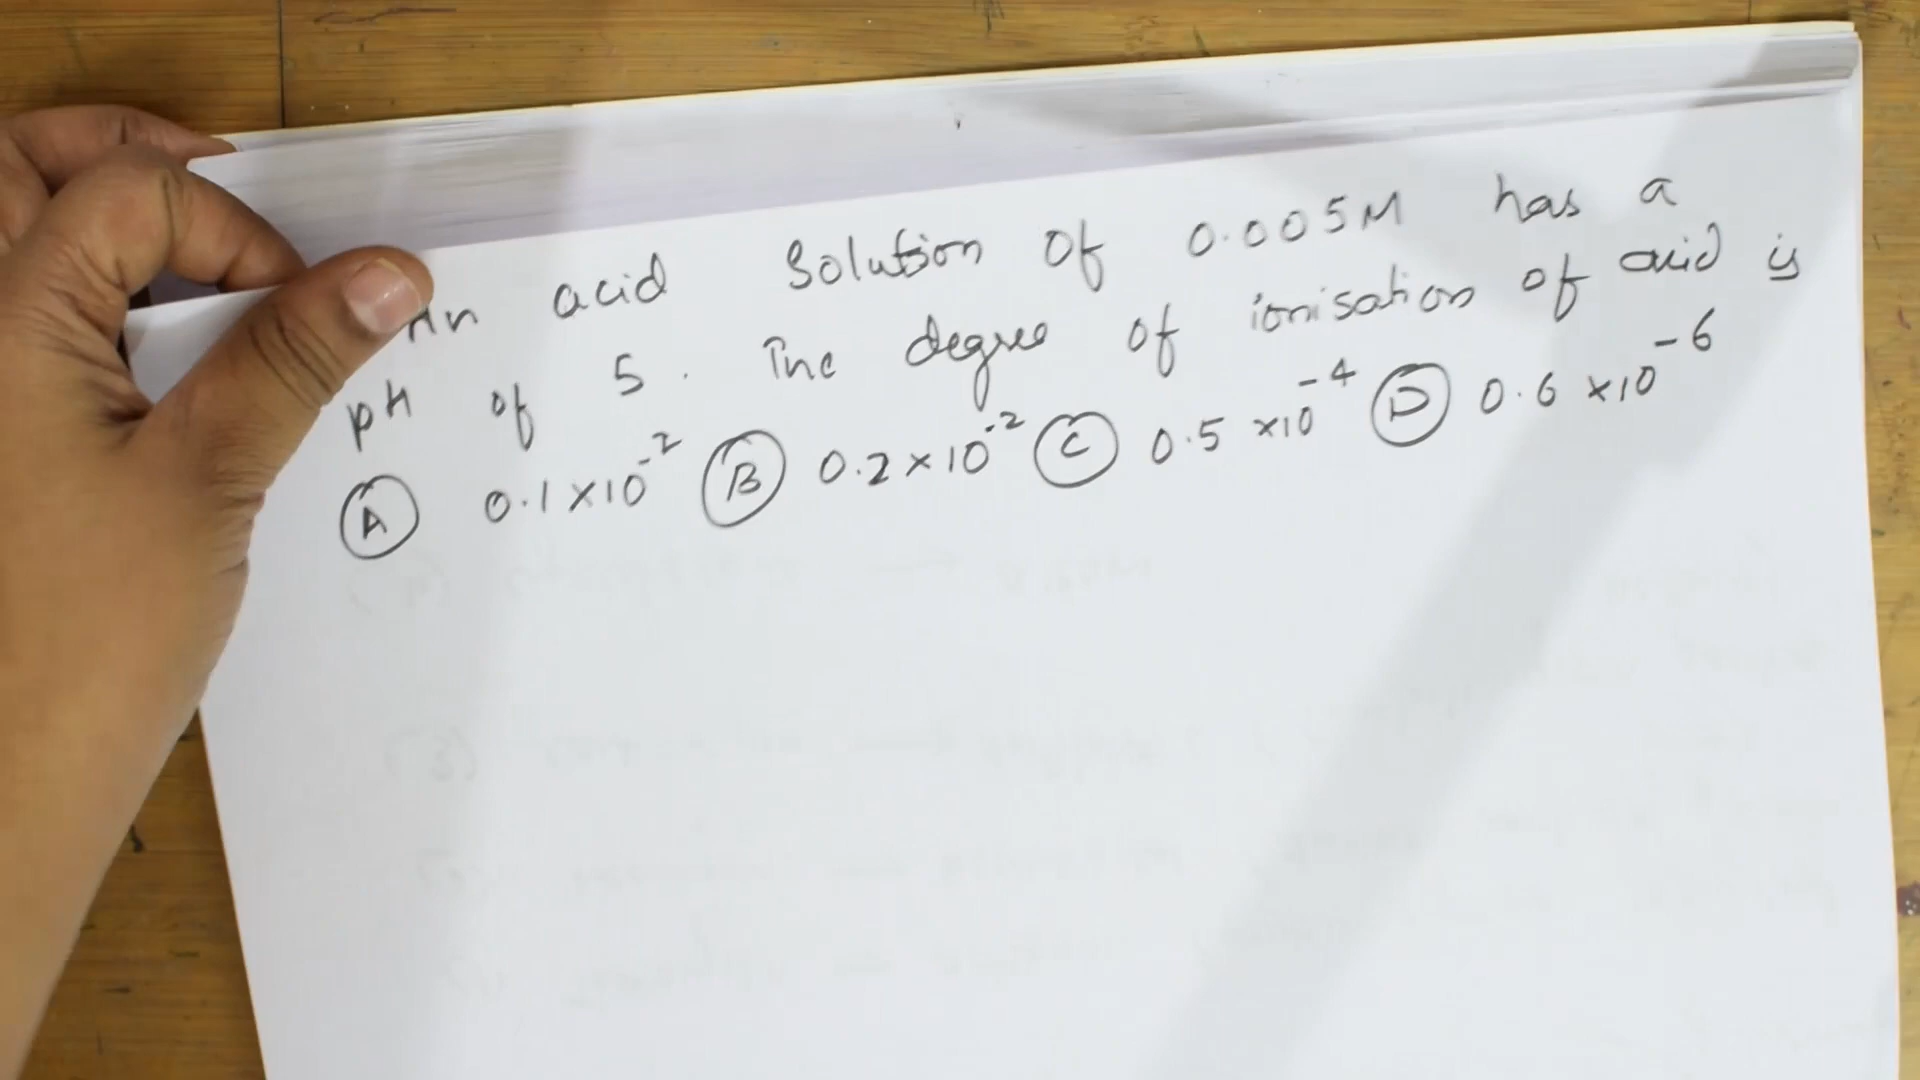 An acid Solution Of 0.005M has a
pH of 5. The degree of ionisation of acid is
(A) 0.1×10⁻² (B) 0.2×10⁻² (C) 0.5×10⁻⁴ (D) 0.6×10⁻⁶